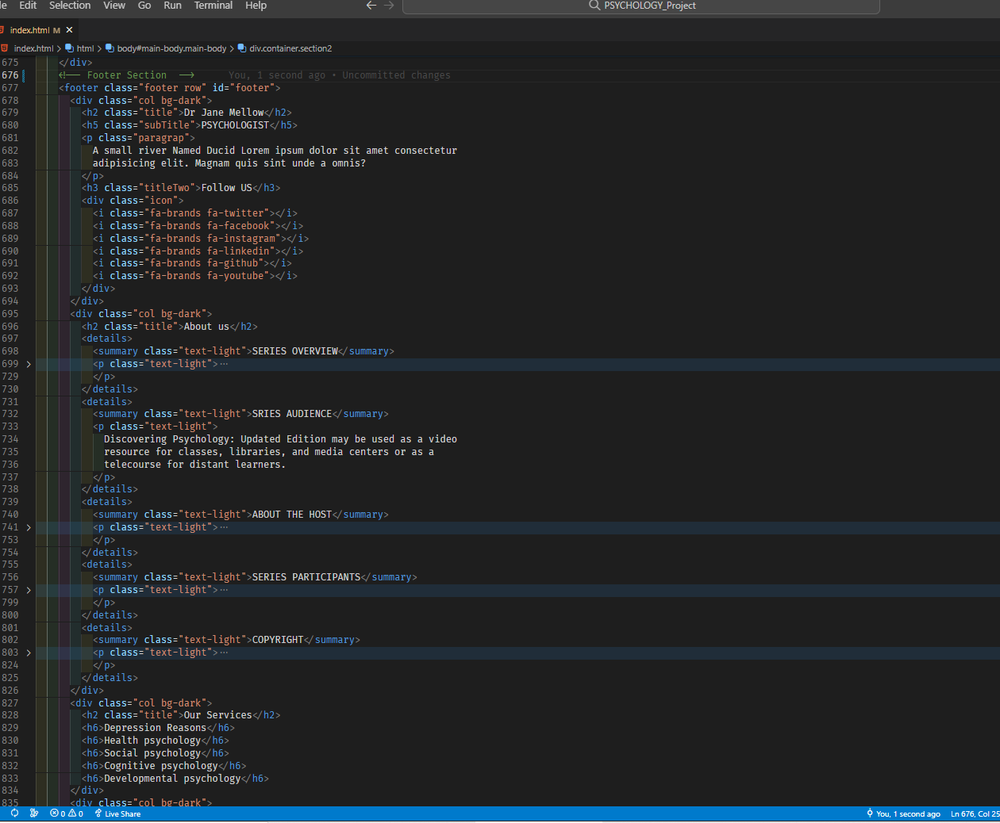 le Edit Selection View Go Run Terminal Help ← → PSYCHOLOGY_Project
index.html M ×
index.html > html > body#main-body.main-body > div.container.section2
675 </div>
676 <!-- Footer Section --> You, 1 second ago • Uncommitted changes
677 <footer class="footer row" id="footer">
678 <div class="col bg-dark">
679 <h2 class="title">Dr Jane Mellow</h2>
680 <h5 class="subTitle">PSYCHOLOGIST</h5>
681 <p class="paragrap">
682 A small river Named Ducid Lorem ipsum dolor sit amet consectetur
683 adipisicing elit. Magnam quis sint unde a omnis?
684 </p>
685 <h3 class="titleTwo">Follow US</h3>
686 <div class="icon">
687 <i class="fa-brands fa-twitter"></i>
688 <i class="fa-brands fa-facebook"></i>
689 <i class="fa-brands fa-instagram"></i>
690 <i class="fa-brands fa-linkedin"></i>
691 <i class="fa-brands fa-github"></i>
692 <i class="fa-brands fa-youtube"></i>
693 </div>
694 </div>
695 <div class="col bg-dark">
696 <h2 class="title">About us</h2>
697 <details>
698 <summary class="text-light">SERIES OVERVIEW</summary>
699 > <p class="text-light">⋯
729 </p>
730 </details>
731 <details>
732 <summary class="text-light">SRIES AUDIENCE</summary>
733 <p class="text-light">
734 Discovering Psychology: Updated Edition may be used as a video
735 resource for classes, libraries, and media centers or as a
736 telecourse for distant learners.
737 </p>
738 </details>
739 <details>
740 <summary class="text-light">ABOUT THE HOST</summary>
741 > <p class="text-light">⋯
753 </p>
754 </details>
755 <details>
756 <summary class="text-light">SERIES PARTICIPANTS</summary>
757 > <p class="text-light">⋯
799 </p>
800 </details>
801 <details>
802 <summary class="text-light">COPYRIGHT</summary>
803 > <p class="text-light">⋯
824 </p>
825 </details>
826 </div>
827 <div class="col bg-dark">
828 <h2 class="title">Our Services</h2>
829 <h6>Depression Reasons</h6>
830 <h6>Health psychology</h6>
831 <h6>Social psychology</h6>
832 <h6>Cognitive psychology</h6>
833 <h6>Developmental psychology</h6>
834 </div>
835 <div class="col bg-dark">
0 0 Live Share You, 1 second ago Ln 676, Col 25